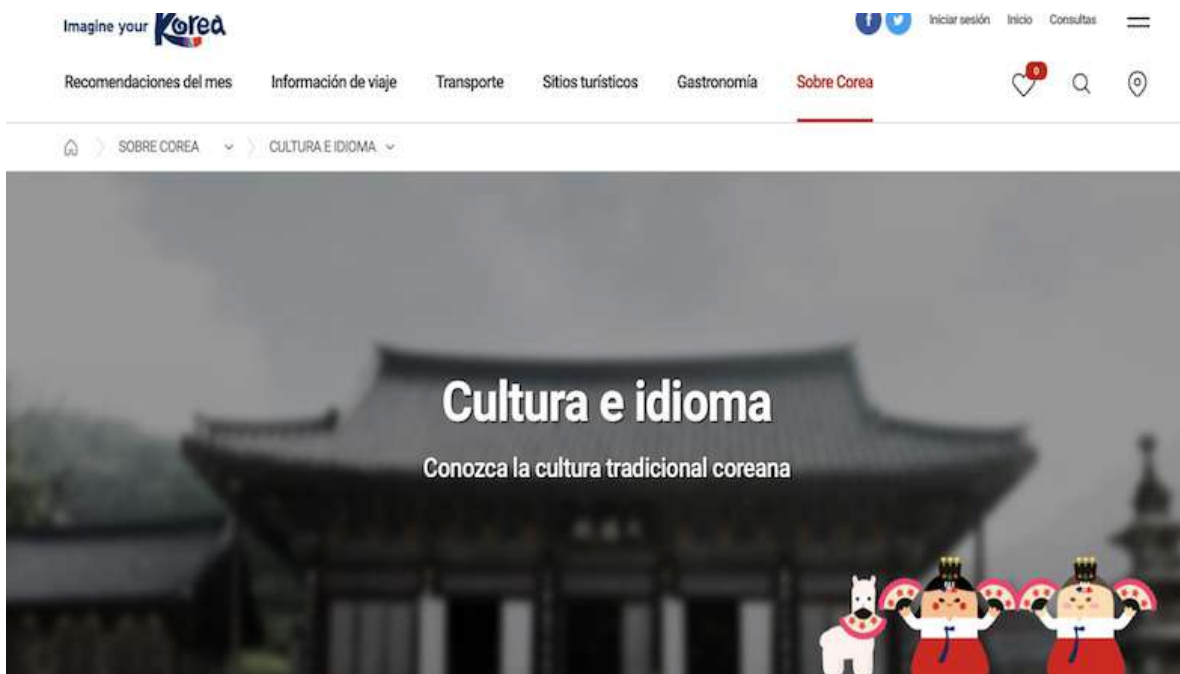 Imagine your Korea
Iniciar sesión Inicio Consultas
Recomendaciones del mes Información de viaje Transporte Sitios turísticos Gastronomía Sobre Corea
0
SOBRE COREA CULTURA E IDIOMA
Cultura e idioma
Conozca la cultura tradicional coreana